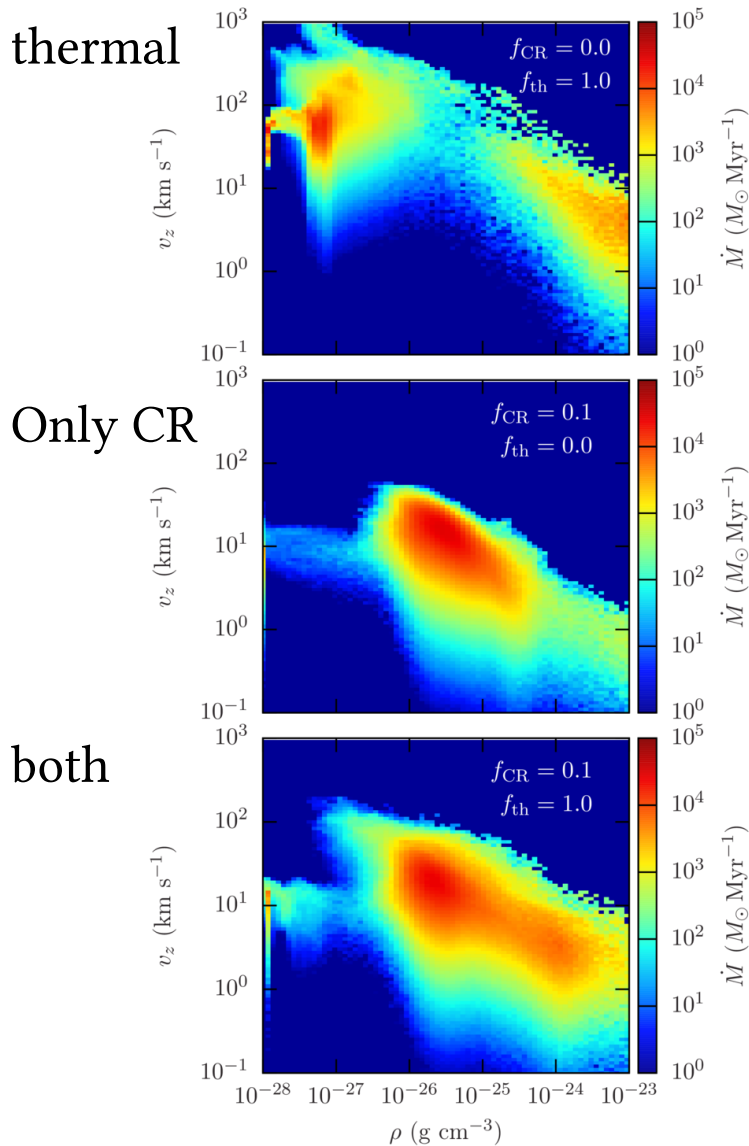 thermal
f_CR = 0.0
f_th = 1.0
10^3
10^2
10^1
10^0
10^−1
v_z (km s^−1)
10^5
10^4
10^3
10^2
10^1
10^0
Ṁ (M_⊙ Myr^−1)
Only CR
f_CR = 0.1
f_th = 0.0
10^3
10^2
10^1
10^0
10^−1
v_z (km s^−1)
10^5
10^4
10^3
10^2
10^1
10^0
Ṁ (M_⊙ Myr^−1)
both
f_CR = 0.1
f_th = 1.0
10^3
10^2
10^1
10^0
10^−1
v_z (km s^−1)
10^5
10^4
10^3
10^2
10^1
10^0
Ṁ (M_⊙ Myr^−1)
10^−28 10^−27 10^−26 10^−25 10^−24 10^−23
ρ (g cm^−3)